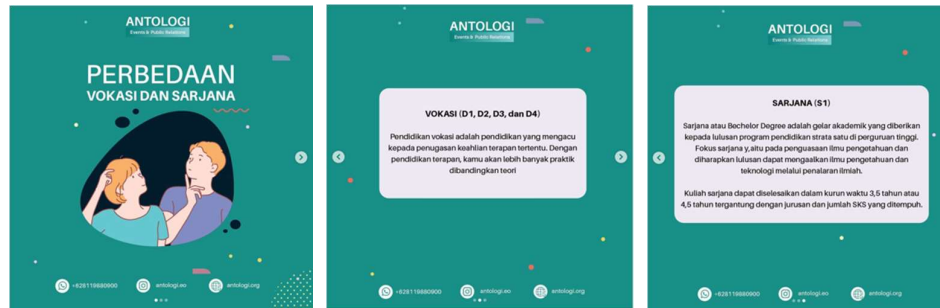 ANTOLOGI
Events & Public Relations
PERBEDAAN
VOKASI DAN SARJANA
+628119880900
antologi.eo
antologi.org
ANTOLOGI
Events & Public Relations
VOKASI (D1, D2, D3, dan D4)
Pendidikan vokasi adalah pendidikan yang mengacu
kepada penugasan keahlian terapan tertentu. Dengan
pendidikan terapan, kamu akan lebih banyak praktik
dibandingkan teori
+628119880900
antologi.eo
antologi.org
ANTOLOGI
Events & Public Relations
SARJANA (S1)
Sarjana atau Bechelor Degree adalah gelar akademik yang diberikan
kepada lulusan program pendidikan strata satu di perguruan tinggi.
Fokus sarjana y,aitu pada penguasaan ilmu pengetahuan dan
diharapkan lulusan dapat mengaalkan ilmu pengetahuan dan
teknologi melalui penalaran ilmiah.
Kuliah sarjana dapat diselesaikan dalam kurun waktu 3,5 tahun atau
4,5 tahun tergantung dengan jurusan dan jumlah SKS yang ditempuh.
+628119880900
antologi.eo
antologi.org